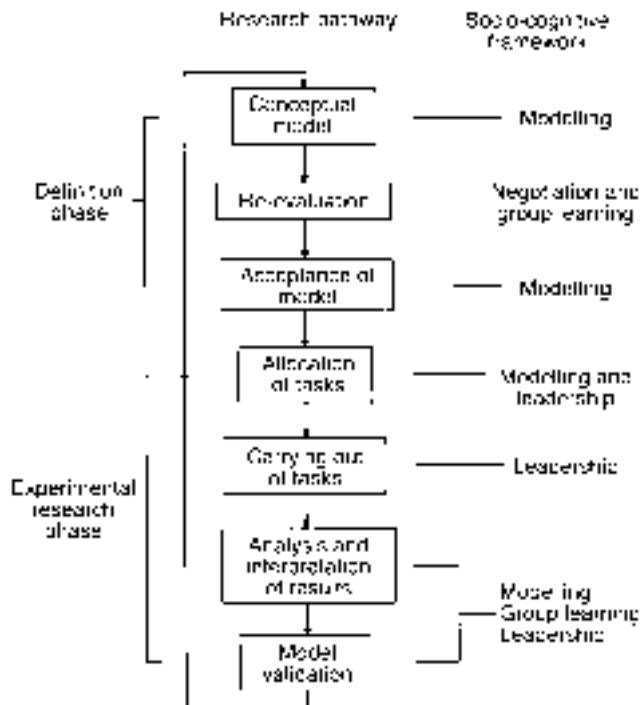 Research pathway
Socio-cognitive
framework
Conceptual
model
Modelling
Definition
phase
Re-evaluation
Negotiation and
group learning
Acceptance of
model
Modelling
Allocation
of tasks
Modelling and
leadership
Carrying out
of tasks
Leadership
Experimental
research
phase
Analysis and
interpretation
of results
Modelling
Group learning
Leadership
Model
validation